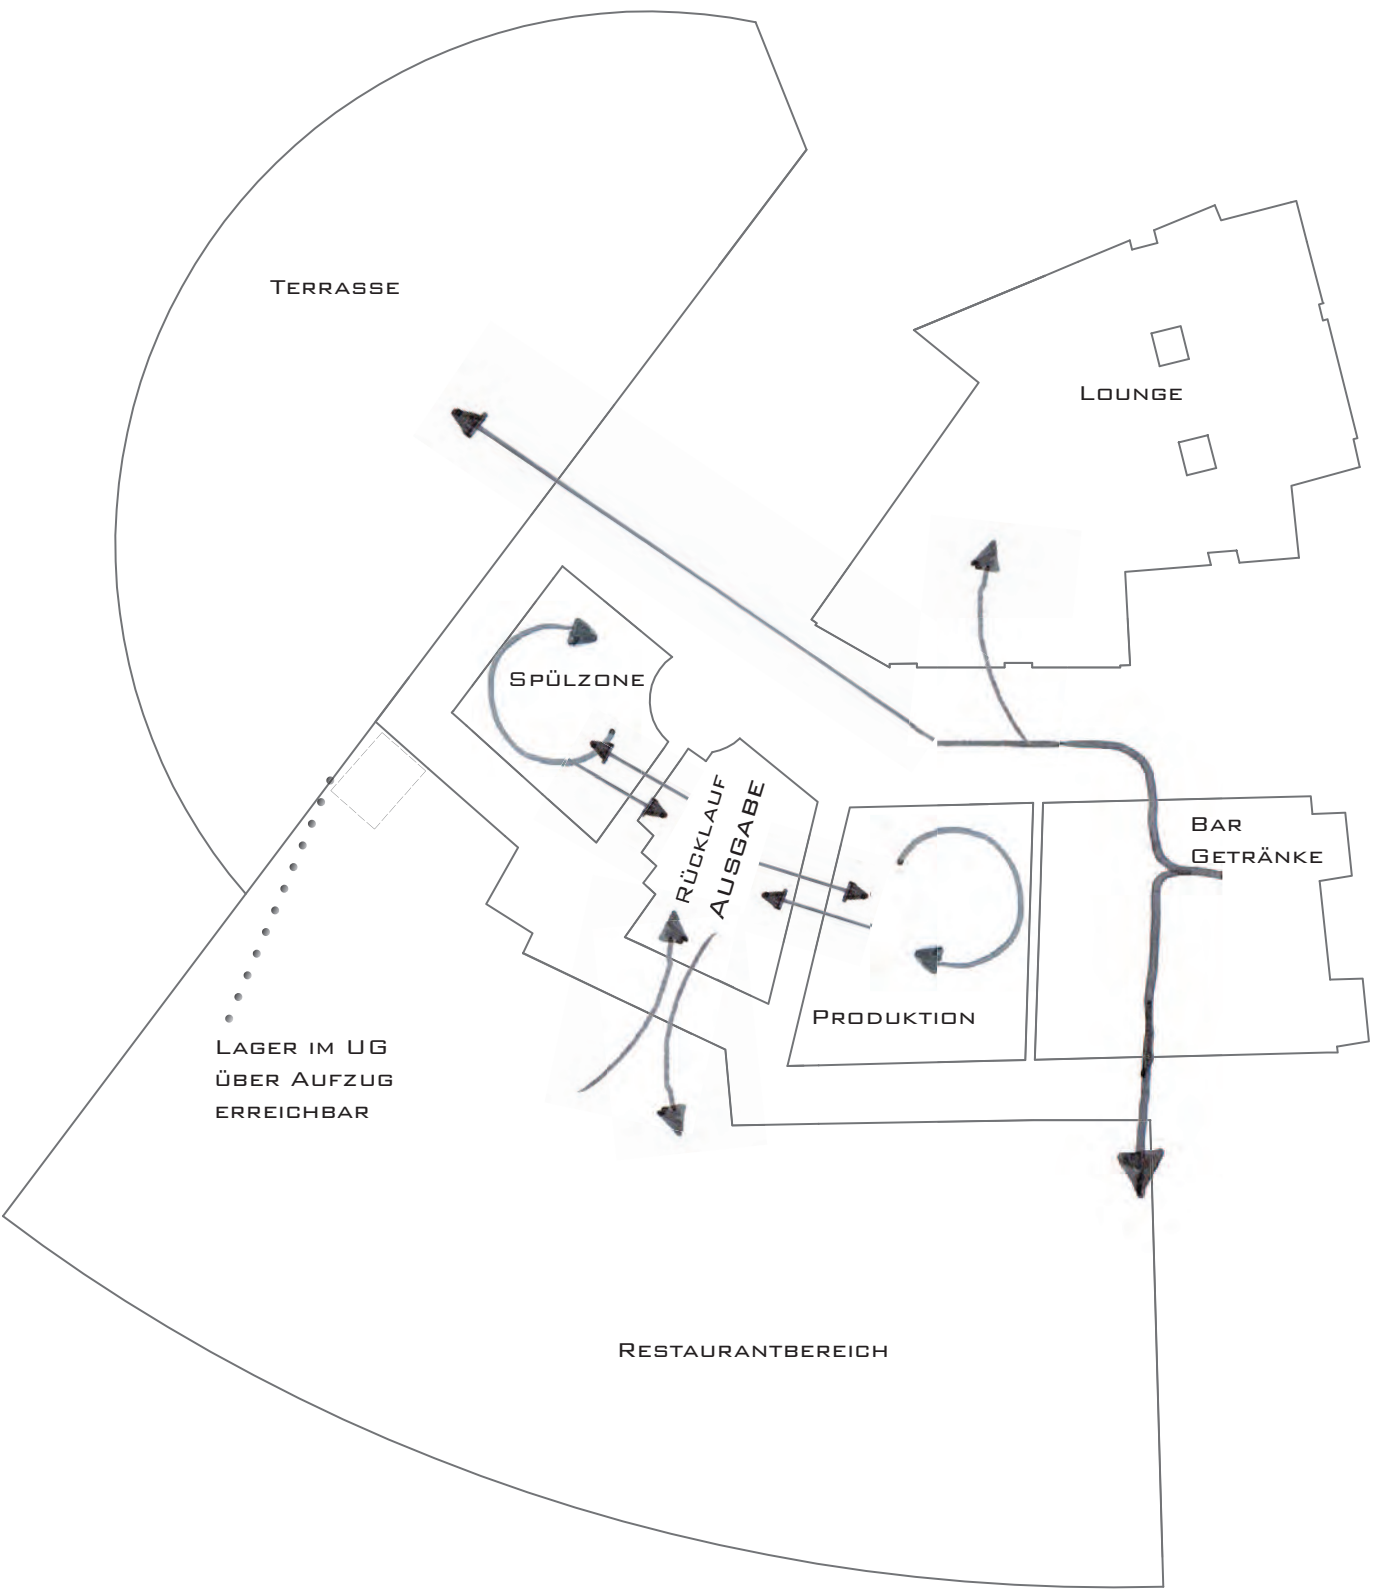 Terrasse
Lounge
Spülzone
Rücklauf
Ausgabe
Bar
Getränke
Produktion
Lager im UG
über Aufzug
erreichbar
Restaurantbereich